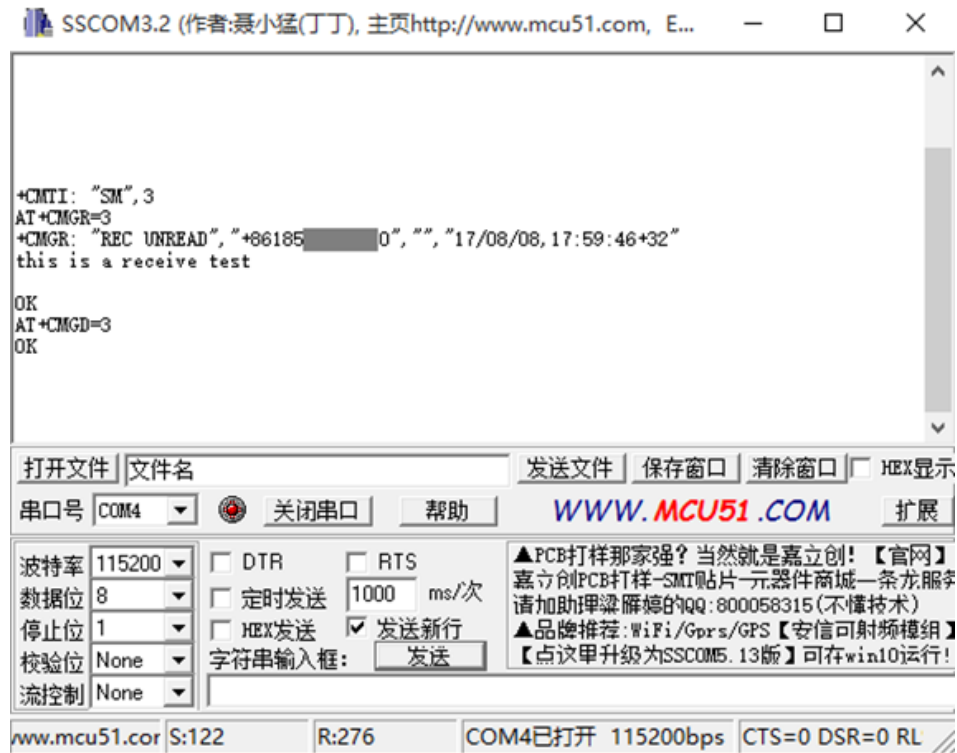 SSCOM3.2 (作者:聂小猛(丁丁), 主页http://www.mcu51.com, E...
+CMTI: "SM",3
AT+CMGR=3
+CMGR: "REC UNREAD","+86185 0","","17/08/08,17:59:46+32"
this is a receive test
OK
AT+CMGD=3
OK
打开文件 文件名 发送文件 保存窗口 清除窗口 HEX显示
串口号 COM4 关闭串口 帮助 WWW.MCU51.COM 扩展
波特率 115200 DTR RTS
数据位 8 定时发送 1000 ms/次
停止位 1 HEX发送 发送新行
校验位 None 字符串输入框: 发送
流控制 None
▲PCB打样那家强? 当然就是嘉立创! 【官网】
嘉立创PCB打样-SMT贴片-元器件商城一条龙服务
请加助理梁雁婷的QQ:800058315(不懂技术)
▲品牌推荐:WiFi/Gprs/GPS【安信可射频模组】
【点这里升级为SSCOM5.13版】可在win10运行!
www.mcu51.cor S:122 R:276 COM4已打开 115200bps CTS=0 DSR=0 RL